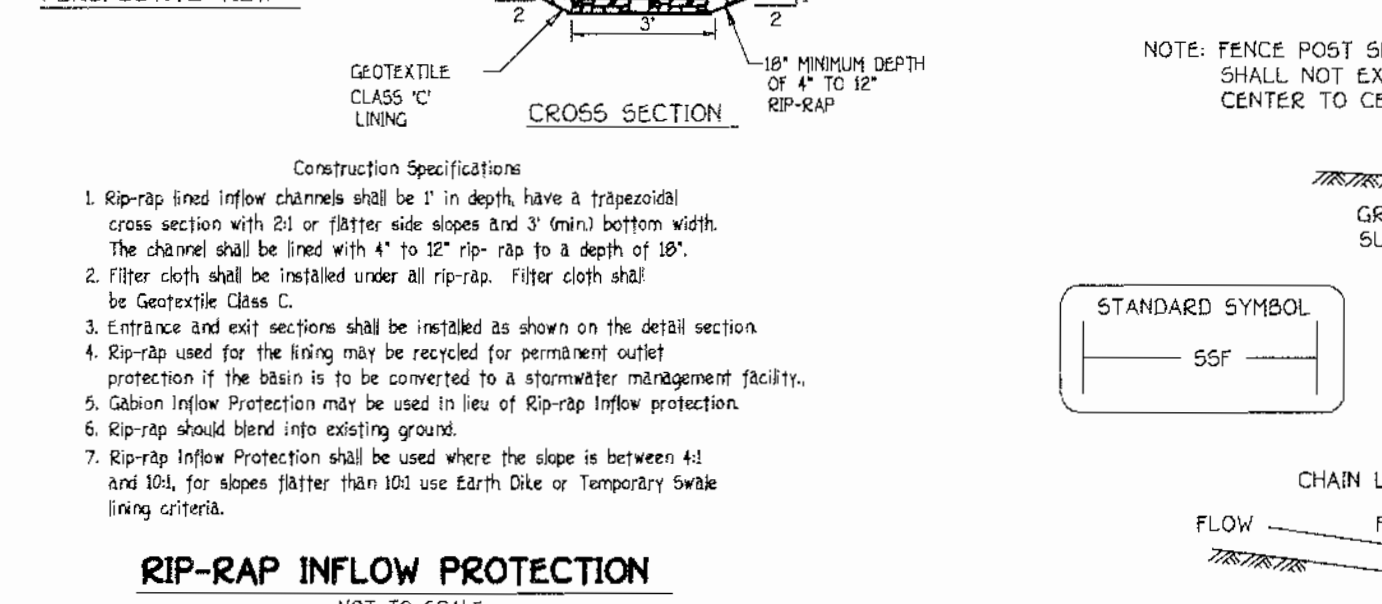 2
3'
2
GEOTEXTILE
CLASS 'C'
LINING
CROSS SECTION
18" MINIMUM DEPTH
OF 4" TO 12"
RIP-RAP
Construction Specifications
1. Rip-rap lined inflow channels shall be 1' in depth, have a trapezoidal
cross section with 2:1 or flatter side slopes and 3' (min.) bottom width.
The channel shall be lined with 4" to 12" rip- rap to a depth of 18".
2. Filter cloth shall be installed under all rip-rap. Filter cloth shall
be Geotextile Class C.
3. Entrance and exit sections shall be installed as shown on the detail section.
4. Rip-rap used for the lining may be recycled for permanent outlet
protection if the basin is to be converted to a stormwater management facility.,
5. Gabion Inflow Protection may be used in lieu of Rip-rap Inflow protection.
6. Rip-rap should blend into existing ground.
7. Rip-rap Inflow Protection shall be used where the slope is between 4:1
and 10:1, for slopes flatter than 10:1 use Earth Dike or Temporary Swale
lining criteria.
RIP-RAP INFLOW PROTECTION
NOT TO SCALE
NOTE: FENCE POST
SHALL NOT
CENTER TO
STANDARD SYMBOL
SSF
CHAIN
FLOW